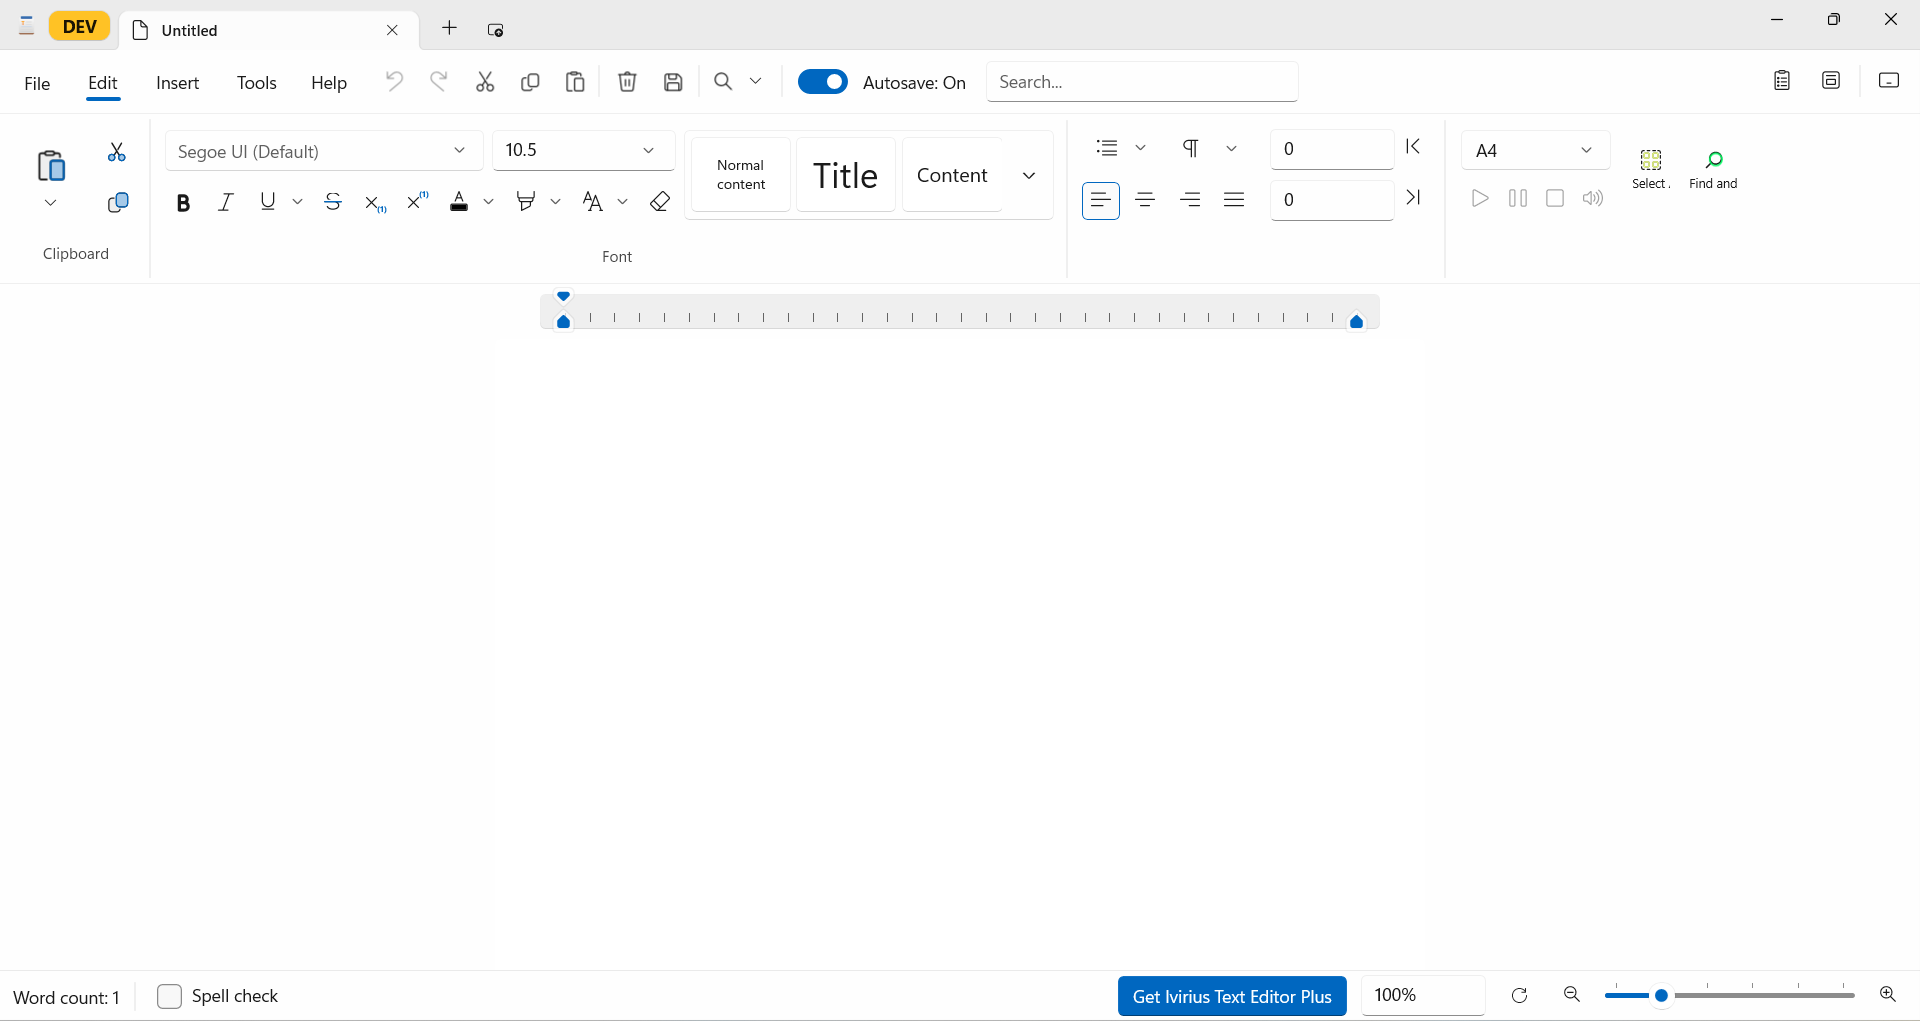 DEV
Untitled
File Edit Insert Tools Help
Autosave: On
Search...
Segoe UI (Default)
10.5
Normal
content
Title
Content
0
A4
Select.
Find and
0
Clipboard
Font
Word count: 1
Spell check
Get Ivirius Text Editor Plus
100%